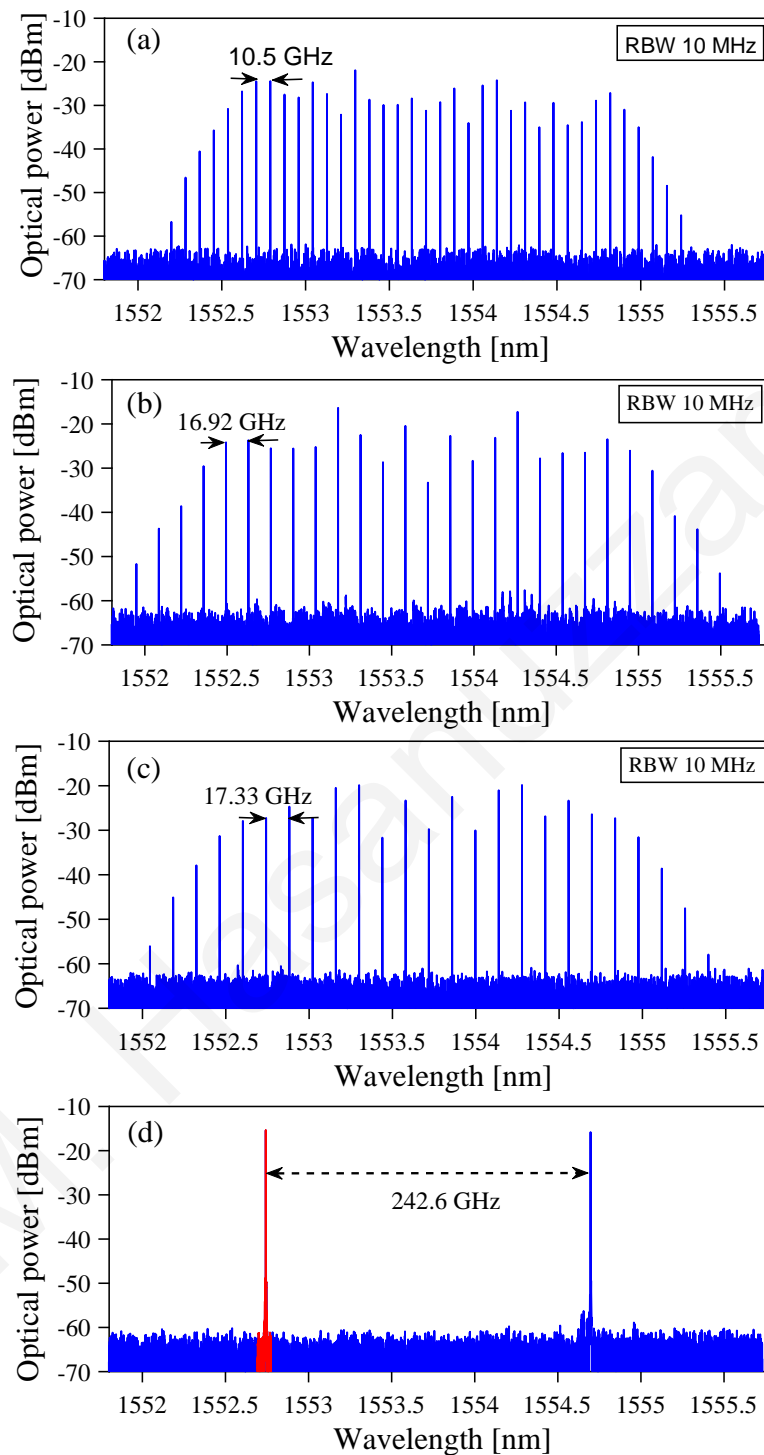 (a)
10.5 GHz
RBW 10 MHz
Optical power [dBm]
-10
-20
-30
-40
-50
-60
-70
1552 1552.5 1553 1553.5 1554 1554.5 1555 1555.5
Wavelength [nm]
(b)
16.92 GHz
RBW 10 MHz
Optical power [dBm]
-10
-20
-30
-40
-50
-60
-70
1552 1552.5 1553 1553.5 1554 1554.5 1555 1555.5
Wavelength [nm]
(c)
17.33 GHz
RBW 10 MHz
Optical power [dBm]
-10
-20
-30
-40
-50
-60
-70
1552 1552.5 1553 1553.5 1554 1554.5 1555 1555.5
Wavelength [nm]
(d)
242.6 GHz
Optical power [dBm]
-10
-20
-30
-40
-50
-60
-70
1552 1552.5 1553 1553.5 1554 1554.5 1555 1555.5
Wavelength [nm]
M. Hasanuzzam